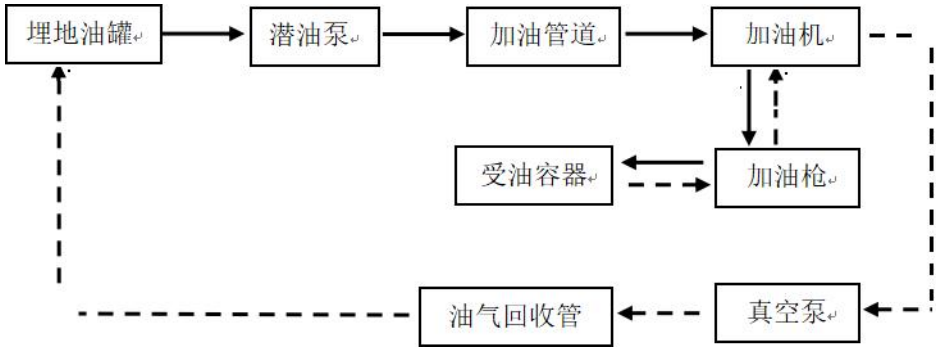 埋地油罐
潜油泵
加油管道
加油机
受油容器
加油枪
油气回收管
真空泵